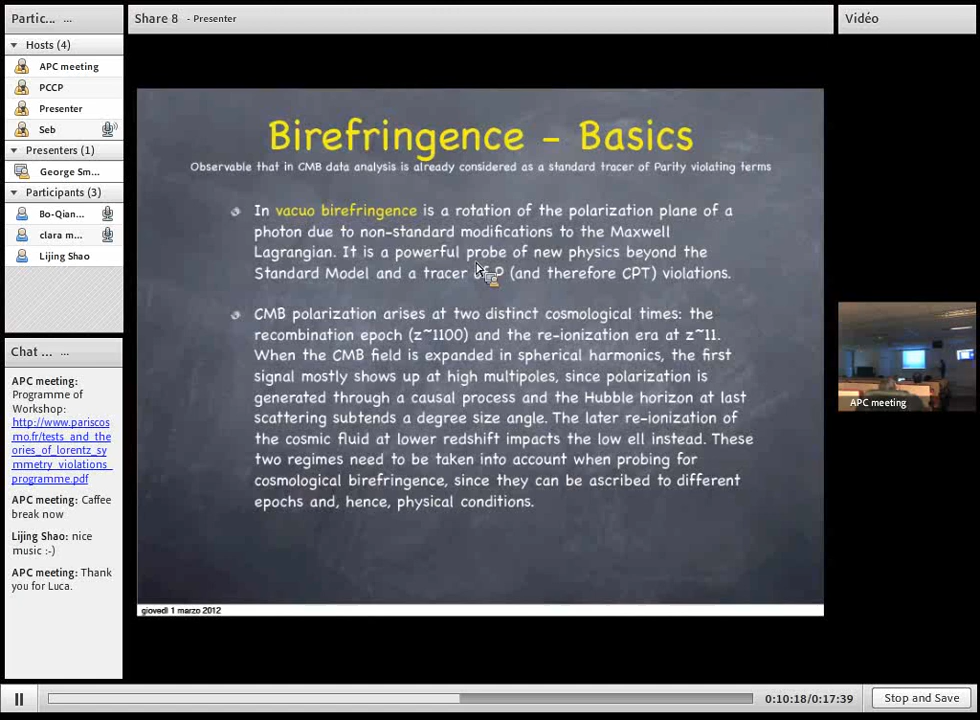 Partic... ...
Hosts (4)
APC meeting
PCCP
Presenter
Seb
Presenters (1)
George Sm...
Participants (3)
Bo-Qian...
clara m...
Lijing Shao
Chat ... ...
APC meeting: Programme of Workshop:
http://www.pariscos
mo.fr/tests_and_the
ories_of_lorentz_sy
mmetry_violations_
programme.pdf
APC meeting: Caffee
break now
Lijing Shao: nice
music :-)
APC meeting: Thank
you for Luca.
Share 8 - Presenter
Birefringence - Basics
Observable that in CMB data analysis is already considered as a standard tracer of Parity violating terms
In vacuo birefringence is a rotation of the polarization plane of a
photon due to non-standard modifications to the Maxwell
Lagrangian. It is a powerful probe of new physics beyond the
Standard Model and a tracer of P (and therefore CPT) violations.
CMB polarization arises at two distinct cosmological times: the
recombination epoch (z~1100) and the re-ionization era at z~11.
When the CMB field is expanded in spherical harmonics, the first
signal mostly shows up at high multipoles, since polarization is
generated through a causal process and the Hubble horizon at last
scattering subtends a degree size angle. The later re-ionization of
the cosmic fluid at lower redshift impacts the low ell instead. These
two regimes need to be taken into account when probing for
cosmological birefringence, since they can be ascribed to different
epochs and, hence, physical conditions.
giovedì 1 marzo 2012
Vidéo
APC meeting
0:10:18/0:17:39
Stop and Save